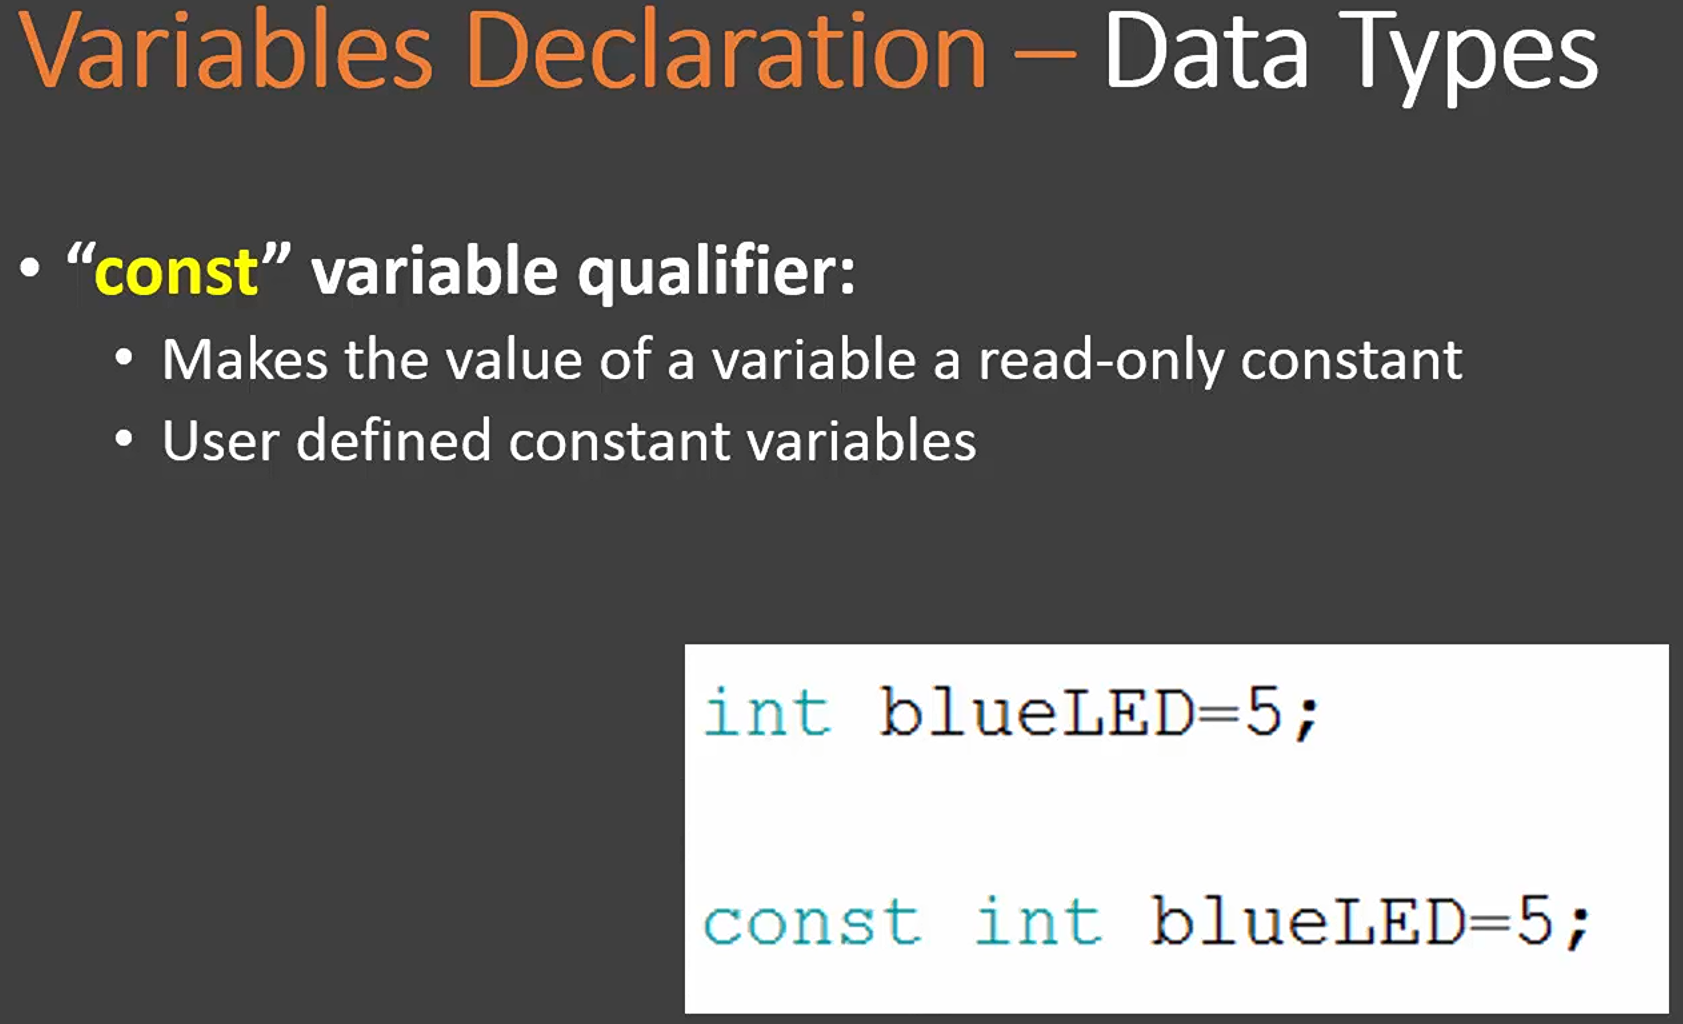 Variables Declaration – Data Types
• “const” variable qualifier:
• Makes the value of a variable a read-only constant
• User defined constant variables
int blueLED=5;
const int blueLED=5;